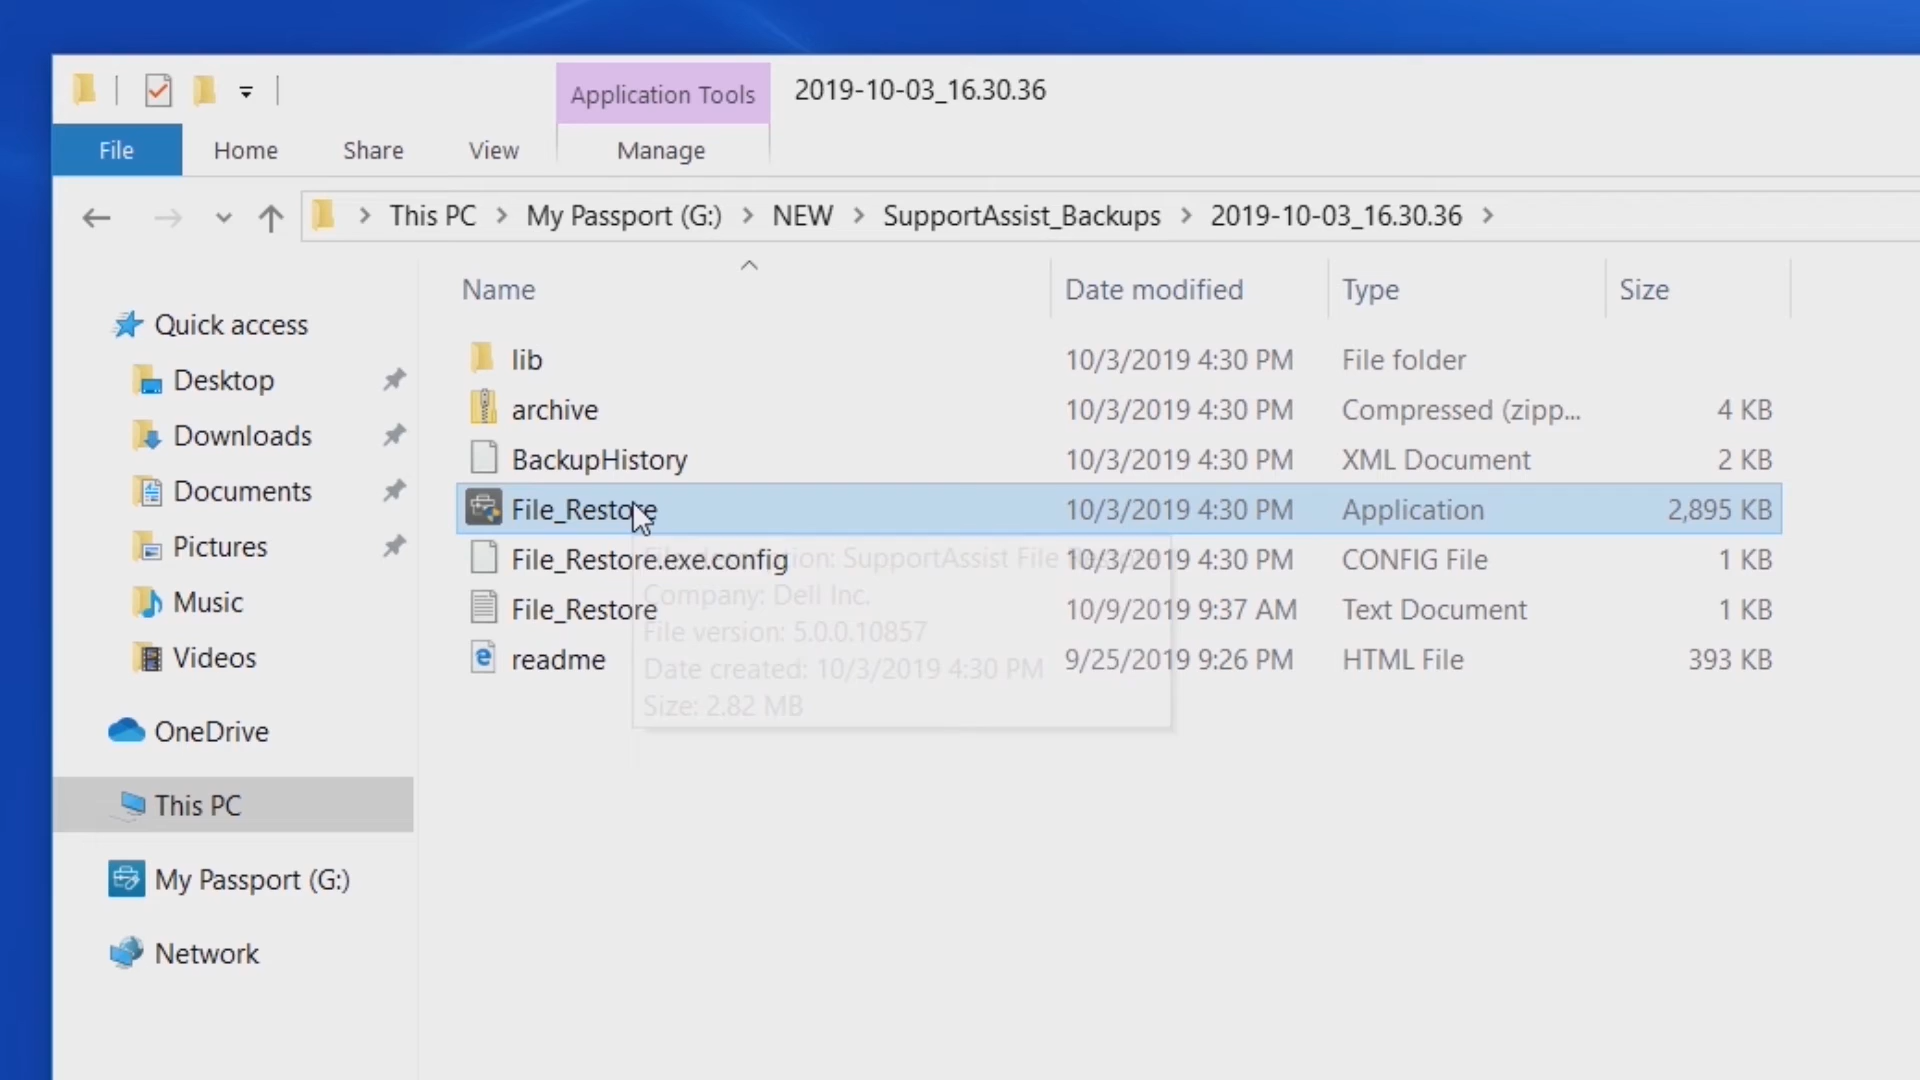 Application Tools
2019-10-03_16.30.36
File
Home
Share
View
Manage
This PC
My Passport (G:)
NEW
SupportAssist_Backups
2019-10-03_16.30.36
Name
Date modified
Type
Size
Quick access
Desktop
Downloads
Documents
Pictures
Music
Videos
OneDrive
This PC
My Passport (G:)
Network
lib 10/3/2019 4:30 PM File folder
archive 10/3/2019 4:30 PM Compressed (zipp... 4 KB
BackupHistory 10/3/2019 4:30 PM XML Document 2 KB
File_Restore 10/3/2019 4:30 PM Application 2,895 KB
File_Restore.exe.config 10/3/2019 4:30 PM CONFIG File 1 KB
File_Restore 10/9/2019 9:37 AM Text Document 1 KB
readme 9/25/2019 9:26 PM HTML File 393 KB
SupportAssist File
Company: Dell Inc.
File version: 5.0.0.10857
Date created: 10/3/2019 4:30 PM
Size: 2.82 MB